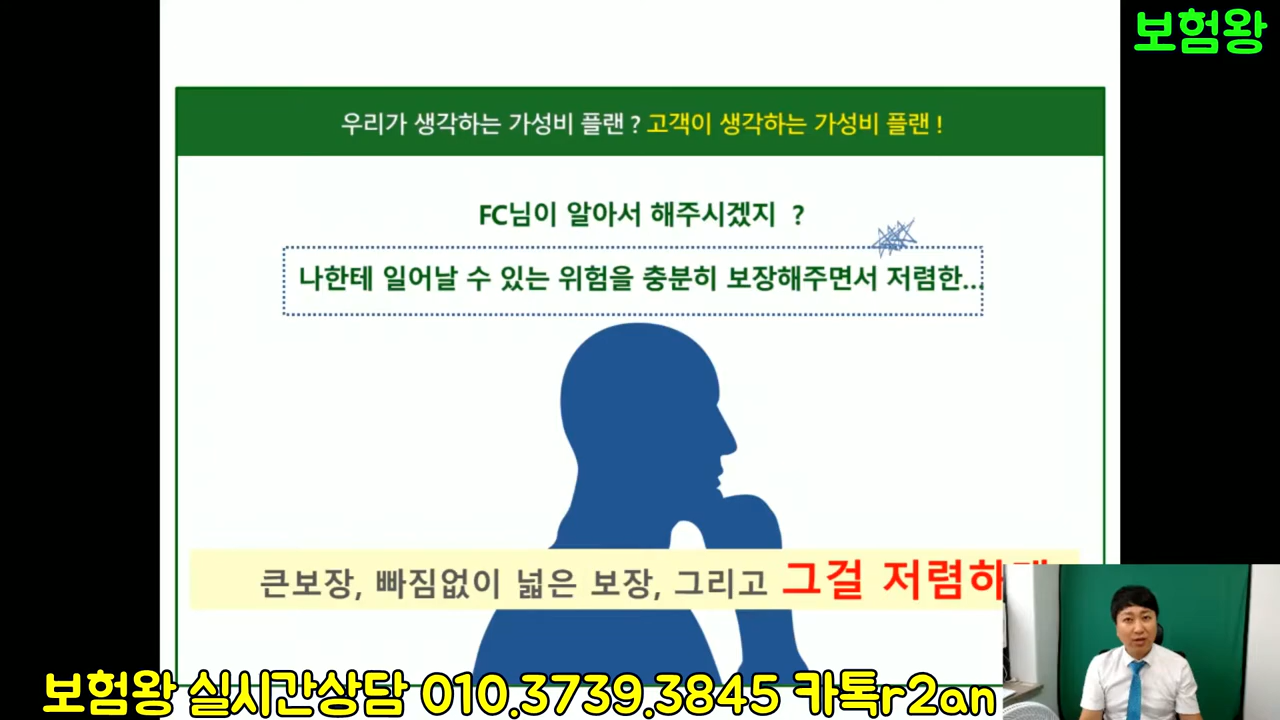 보험왕
우리가 생각하는 가성비 플랜 ? 고객이 생각하는 가성비 플랜 !
FC님이 알아서 해주시겠지 ?
나한테 일어날 수 있는 위험을 충분히 보장해주면서 저렴한...
큰보장, 빠짐없이 넓은 보장, 그리고 그걸 저렴하게
보험왕 실시간상담 010.3739.3845 카톡r2an